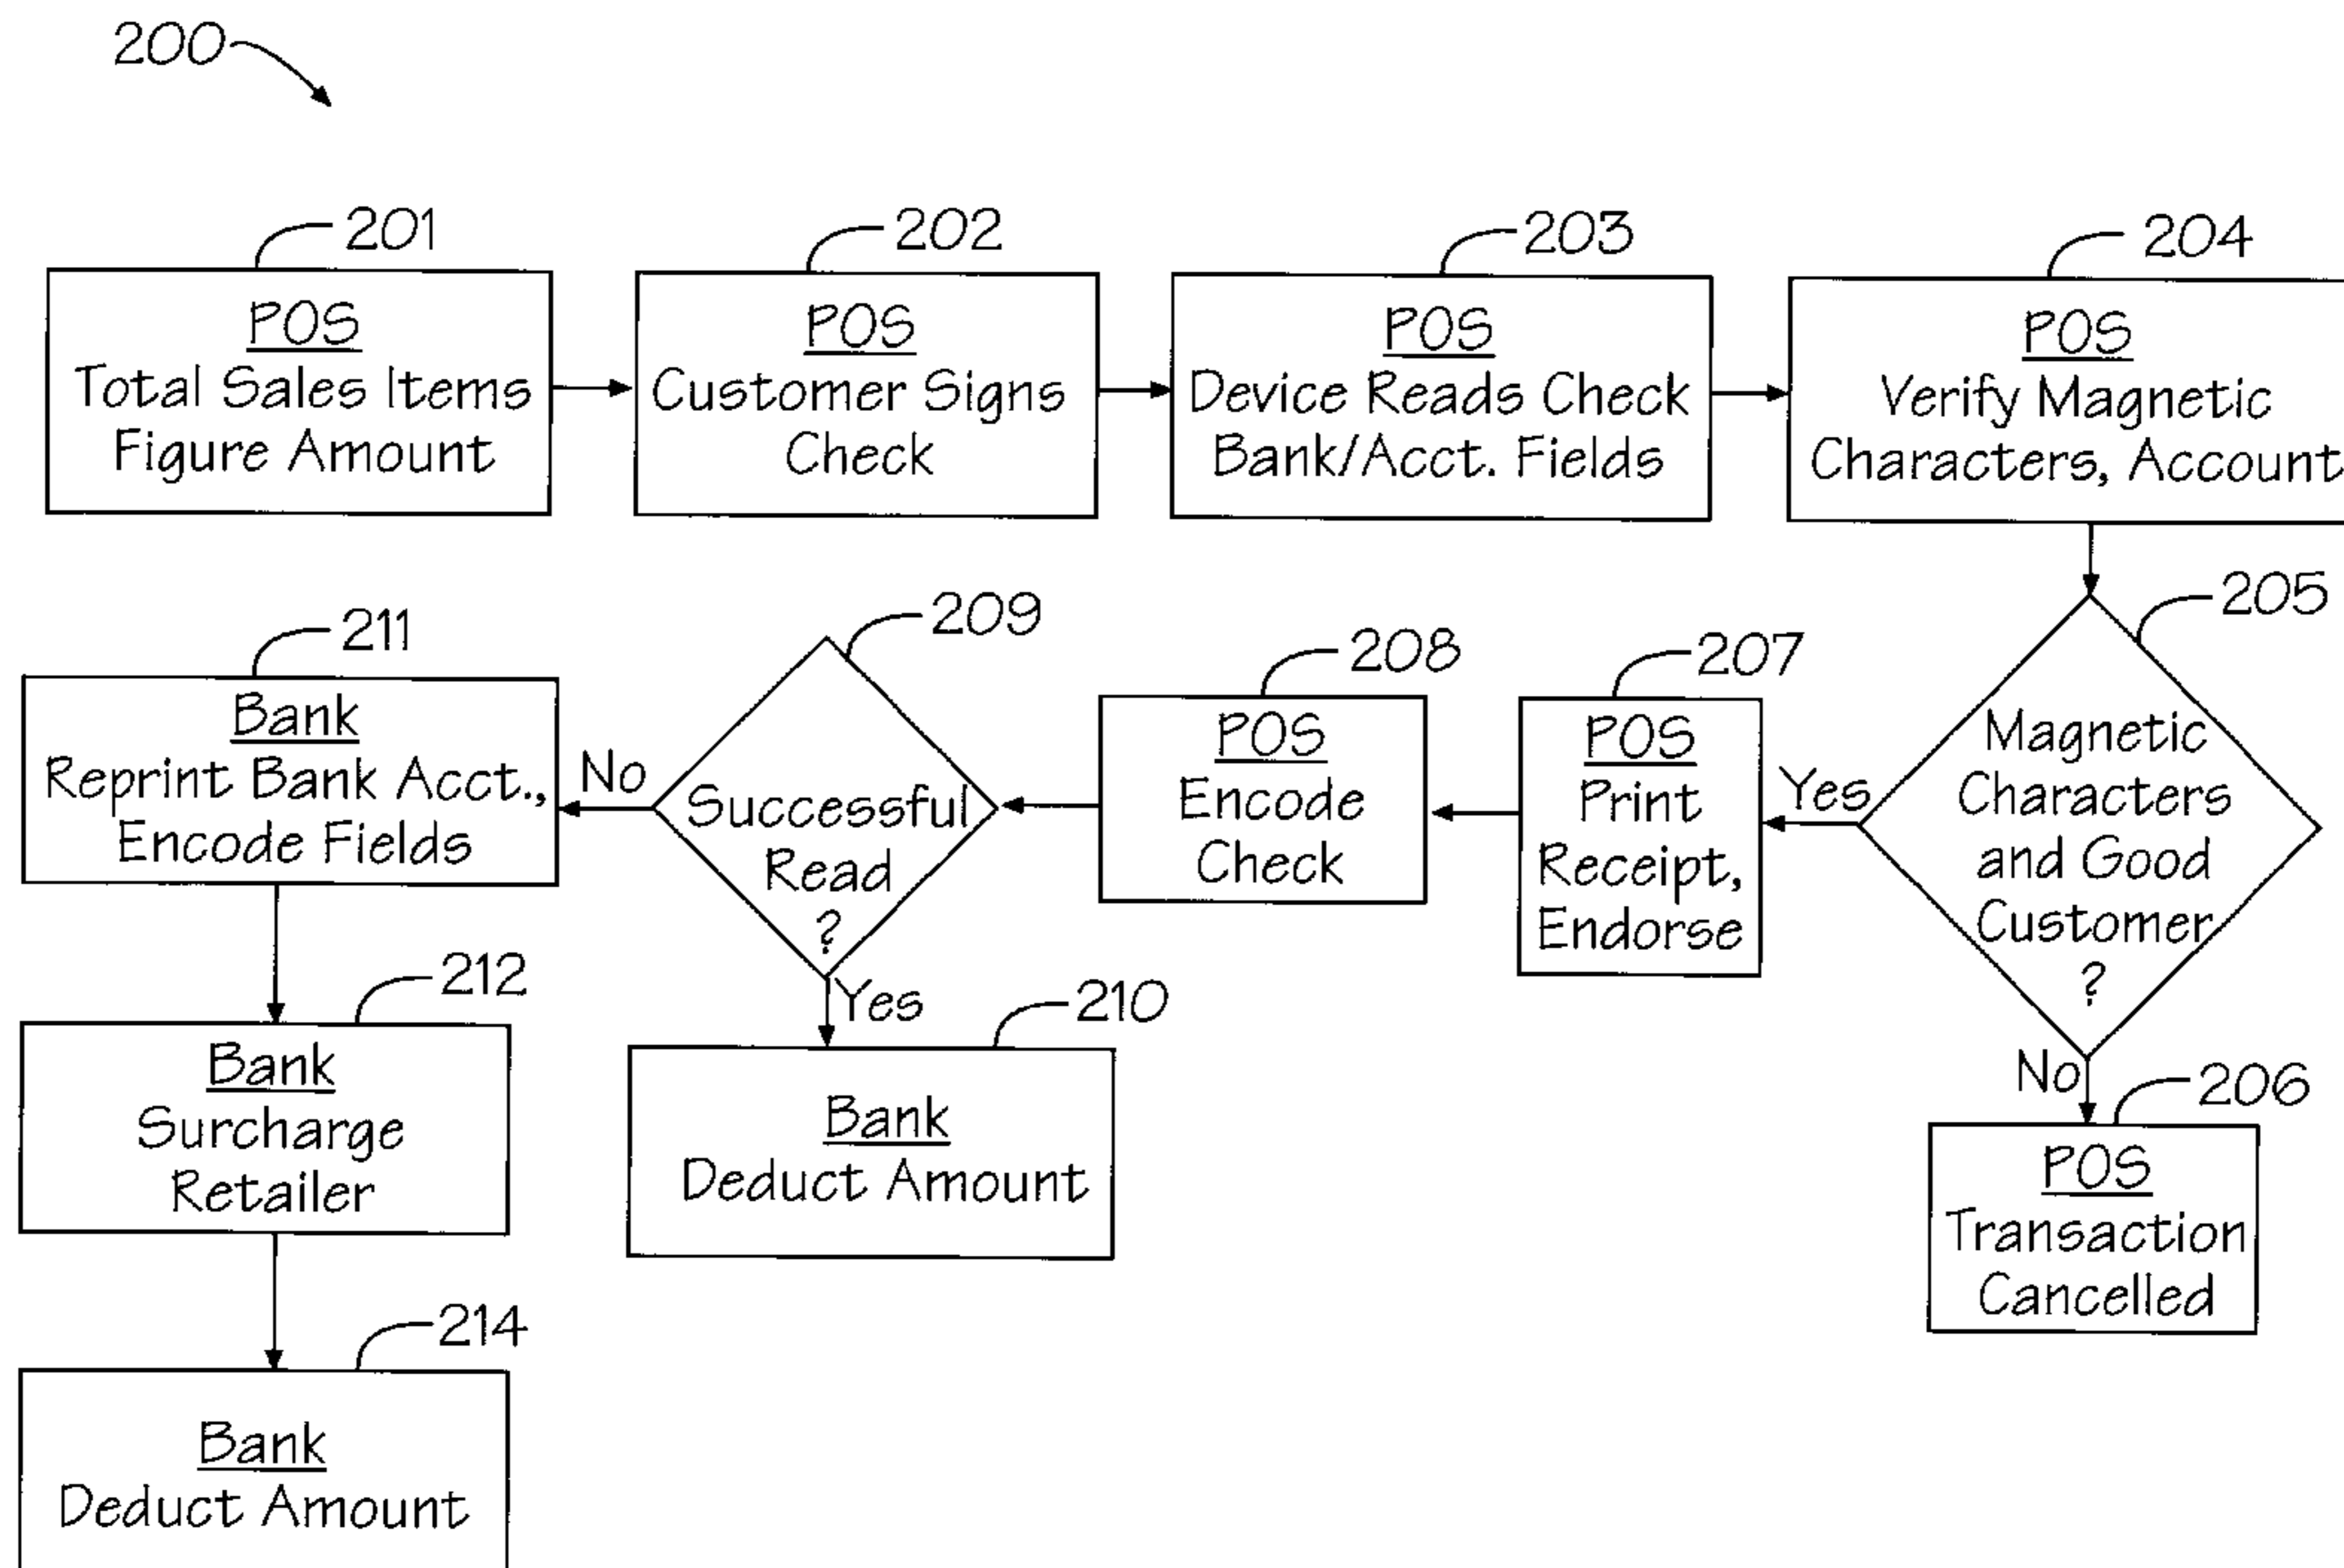 200
201
POS
Total Sales Items
Figure Amount
202
POS
Customer Signs
Check
203
POS
Device Reads Check
Bank/Acct. Fields
204
POS
Verify Magnetic
Characters, Account
205
Magnetic
Characters
and Good
Customer
?
Yes
No
206
POS
Transaction
Cancelled
207
POS
Print
Receipt,
Endorse
208
POS
Encode
Check
209
Successful
Read
?
No
Yes
210
Bank
Deduct Amount
211
Bank
Reprint Bank Acct.,
Encode Fields
212
Bank
Surcharge
Retailer
214
Bank
Deduct Amount